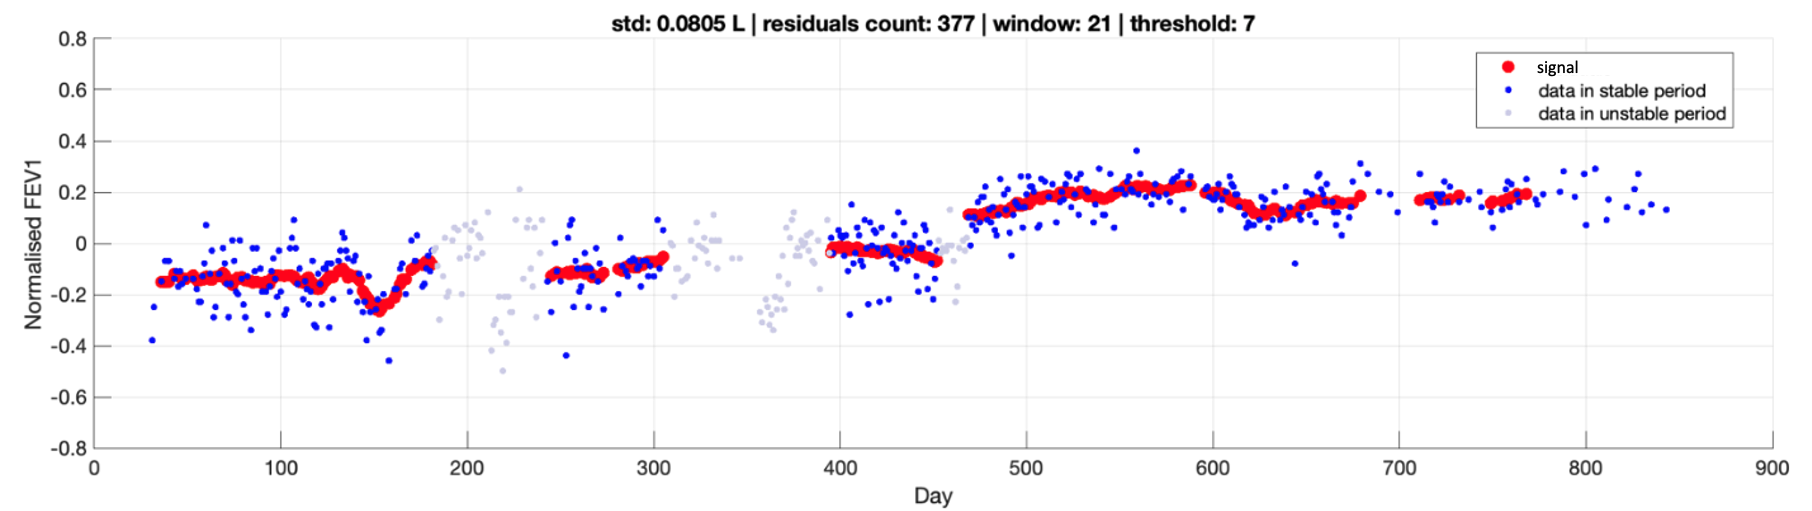 std: 0.0805 L | residuals count: 377 | window: 21 | threshold: 7
0.8
0.6
0.4
0.2
0
-0.2
-0.4
-0.6
-0.8
Normalised FEV1
signal
data in stable period
data in unstable period
0 100 200 300 400 500 600 700 800 900
Day